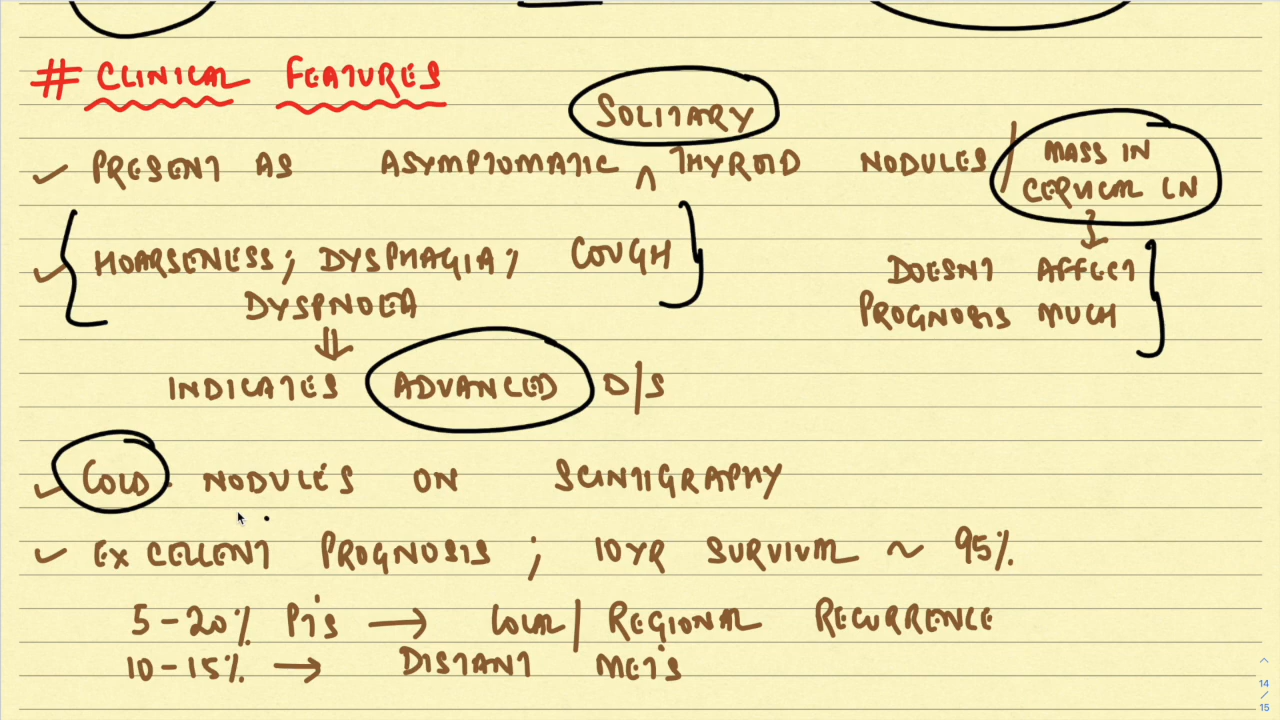 # CLINICAL FEATURES
SOLITARY
✓ PRESENT AS ASYMPTOMATIC ^ THYROID NODULES / MASS IN
CERVICAL LN
✓ HOARSENESS; DYSPHAGIA; COUGH
DYSPNOEA
DOESNT AFFECT
PROGNOSIS MUCH
INDICATES ADVANCED D/S
✓ COLD NODULES ON SCINTIGRAPHY
✓ EXCELLENT PROGNOSIS ; 10YR SURVIVAL ~ 95%
5-20% PTS → LOCAL/ REGIONAL RECURRENCE
10-15% → DISTANT METS
14
/
15